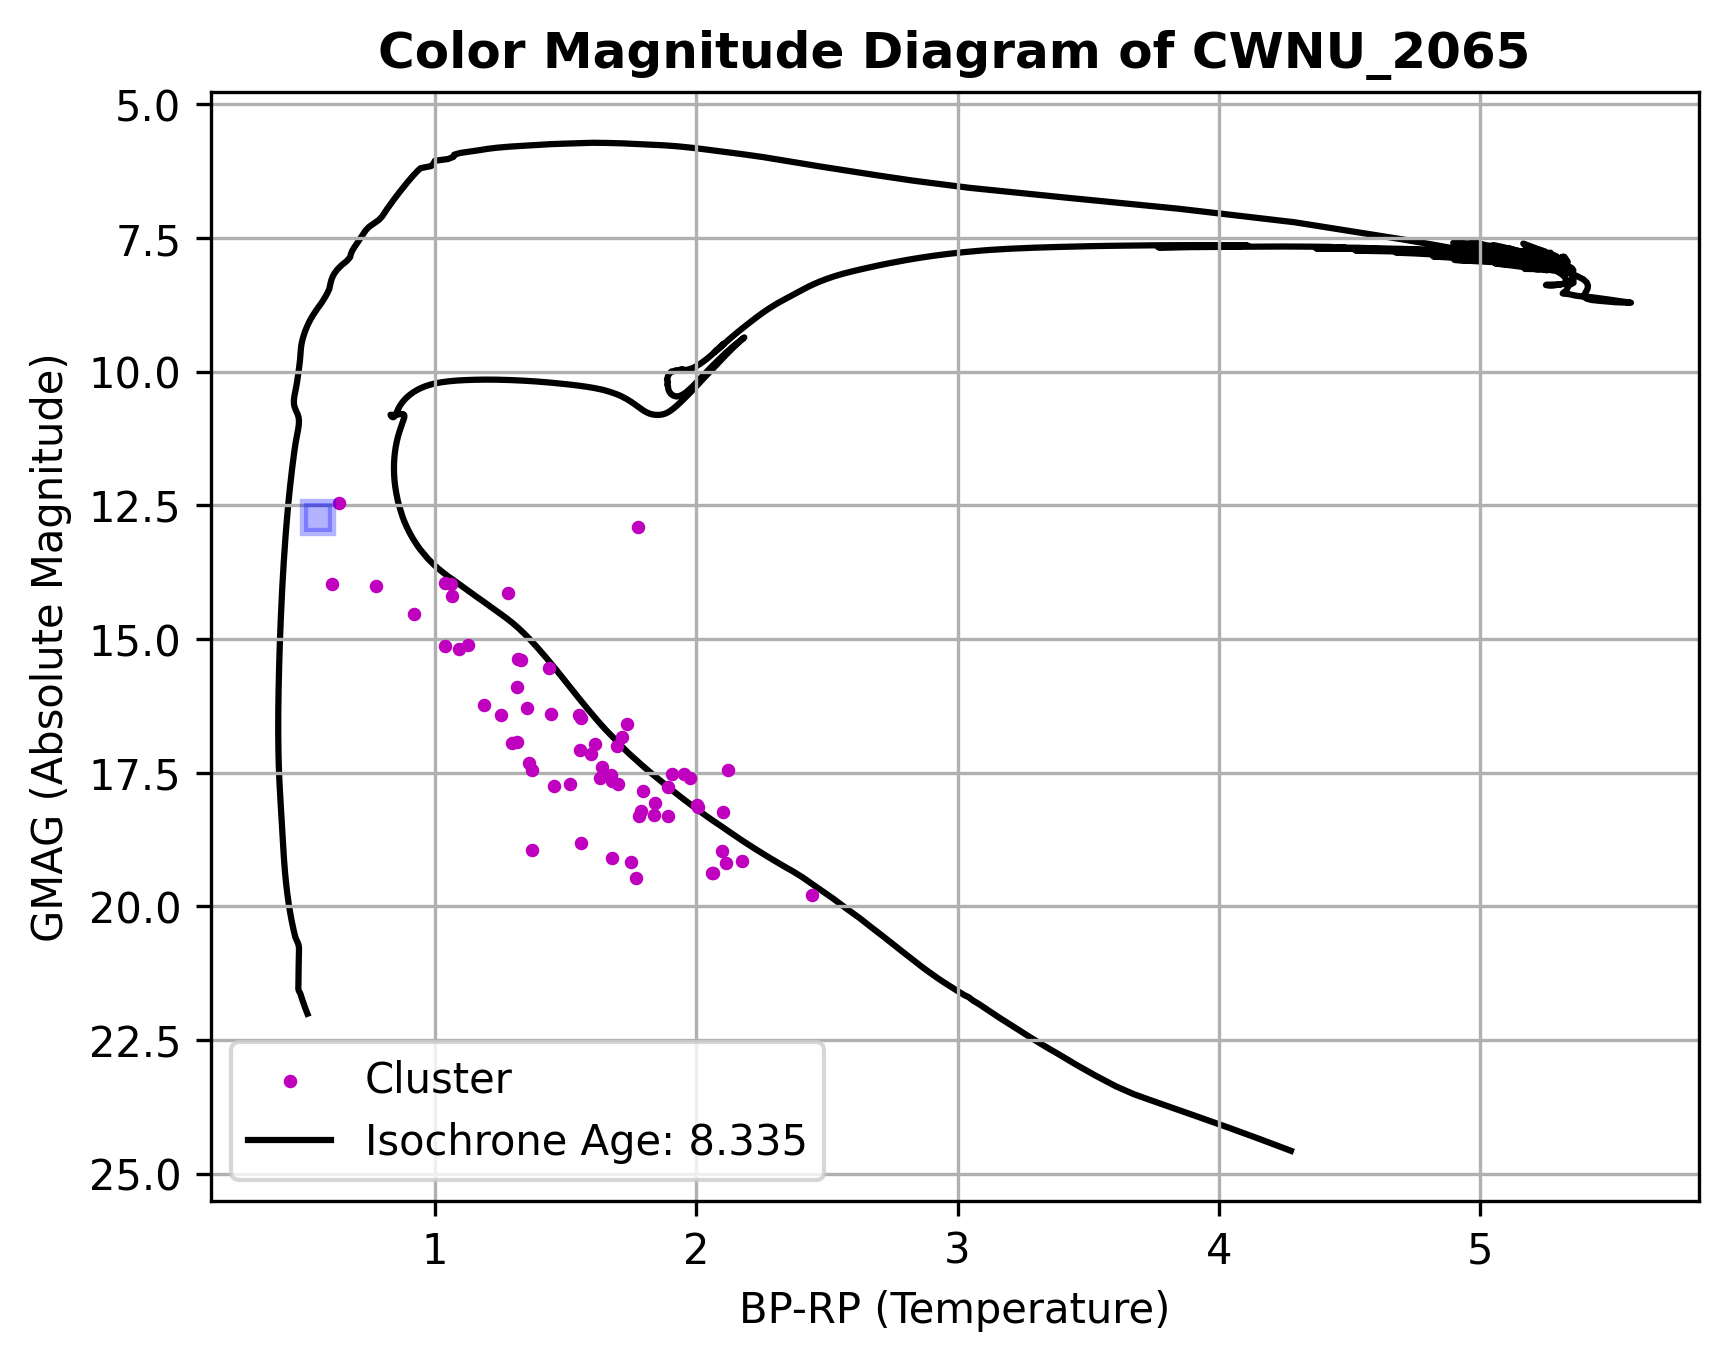 Color Magnitude Diagram of CWNU_2065
GMAG (Absolute Magnitude)
5.0
7.5
10.0
12.5
15.0
17.5
20.0
22.5
25.0
Cluster
Isochrone Age: 8.335
1 2 3 4 5
BP-RP (Temperature)